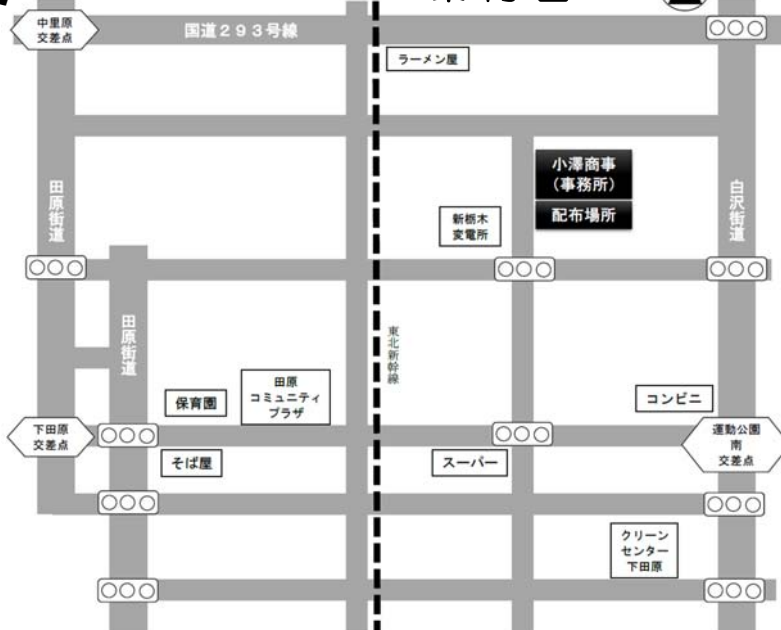 中里原
交差点
国道293号線
ラーメン屋
小澤商事
(事務所)
配布場所
田原街道
白沢街道
新栃木
変電所
田原街道
東北新幹線
田原
コミュニティ
プラザ
保育園
コンビニ
下田原
交差点
運動公園
南
交差点
そば屋
スーパー
クリーン
センター
下田原